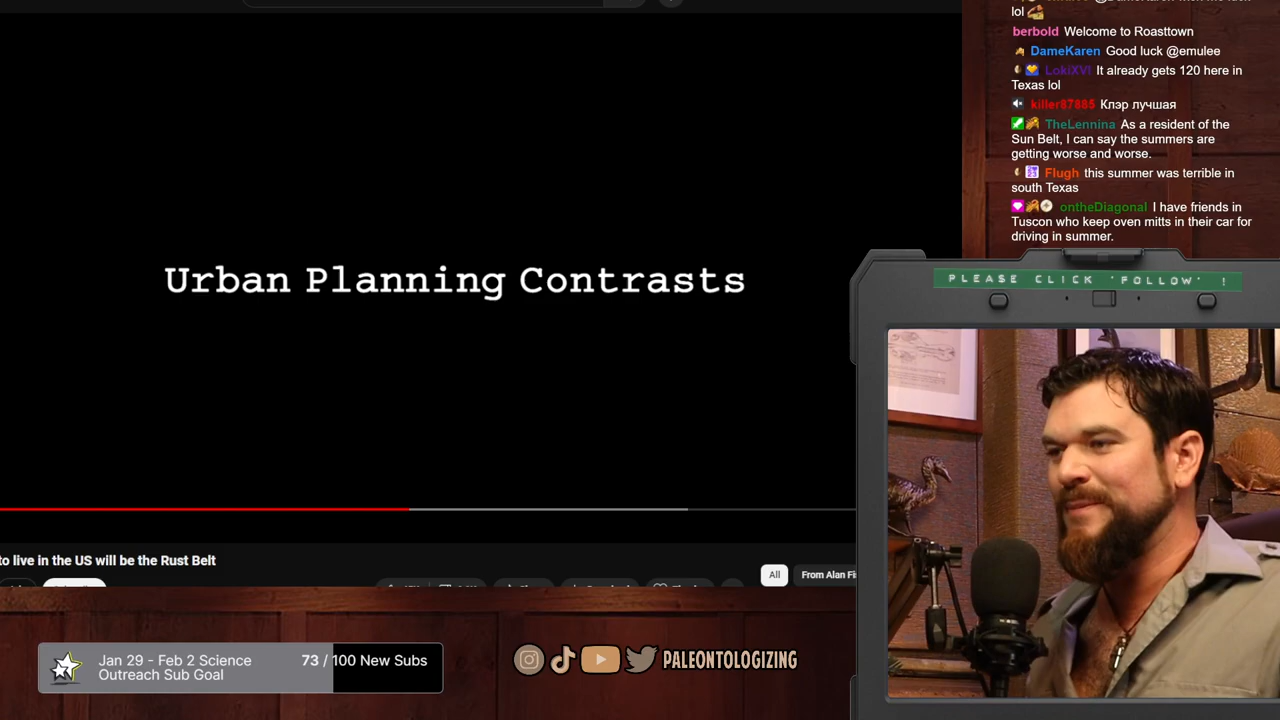 lol
berbold Welcome to Roasttown
DameKaren Good luck @emulee
LokiXVI It already gets 120 here in
Texas lol
killer87885 Клэр лучшая
TheLennina As a resident of the
Sun Belt, I can say the summers are
getting worse and worse.
Flugh this summer was terrible in
south Texas
ontheDiagonal I have friends in
Tuscon who keep oven mitts in their car for
driving in summer.
Urban Planning Contrasts
PLEASE CLICK "FOLLOW" !
to live in the US will be the Rust Belt
All
From Alan Fi
Jan 29 - Feb 2 Science
Outreach Sub Goal
73 / 100 New Subs
PALEONTOLOGIZING